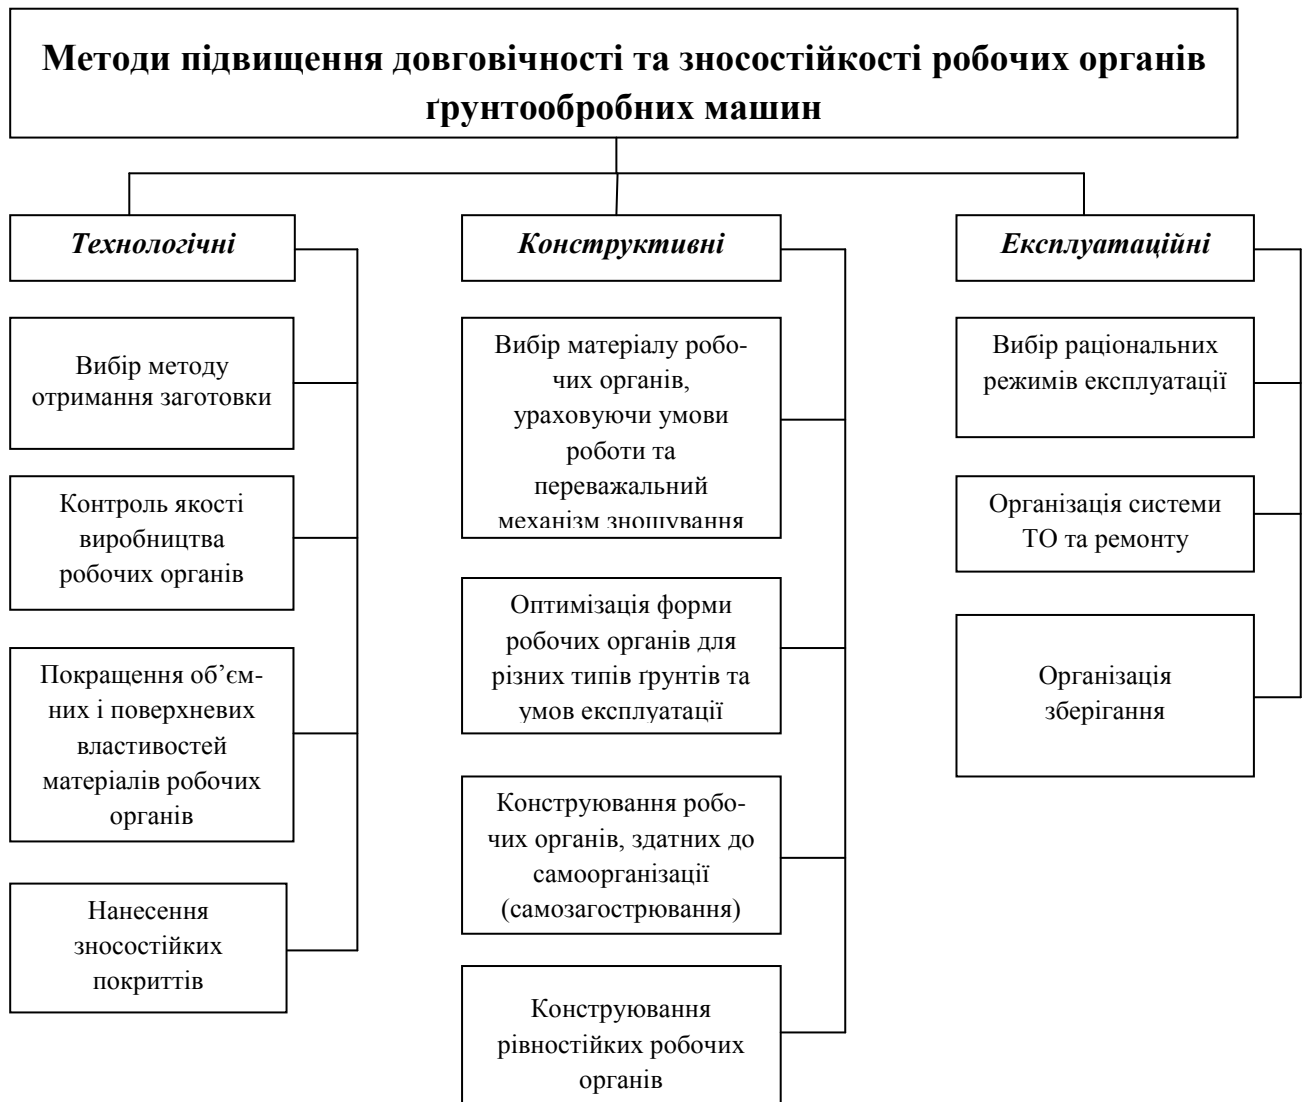 Методи підвищення довговічності та зносостійкості робочих органів
ґрунтообробних машин
Технологічні
Вибір методу
отримання заготовки
Контроль якості
виробництва
робочих органів
Покращення об’єм-
них і поверхневих
властивостей
матеріалів робочих
органів
Нанесення
зносостійких
покриттів
Конструктивні
Вибір матеріалу робо-
чих органів,
ураховуючи умови
роботи та
переважальний
механізм зношування
Оптимізація форми
робочих органів для
різних типів ґрунтів та
умов експлуатації
Конструювання робо-
чих органів, здатних до
самоорганізації
(самозагострювання)
Конструювання
рівностійких робочих
органів
Експлуатаційні
Вибір раціональних
режимів експлуатації
Організація системи
ТО та ремонту
Організація
зберігання